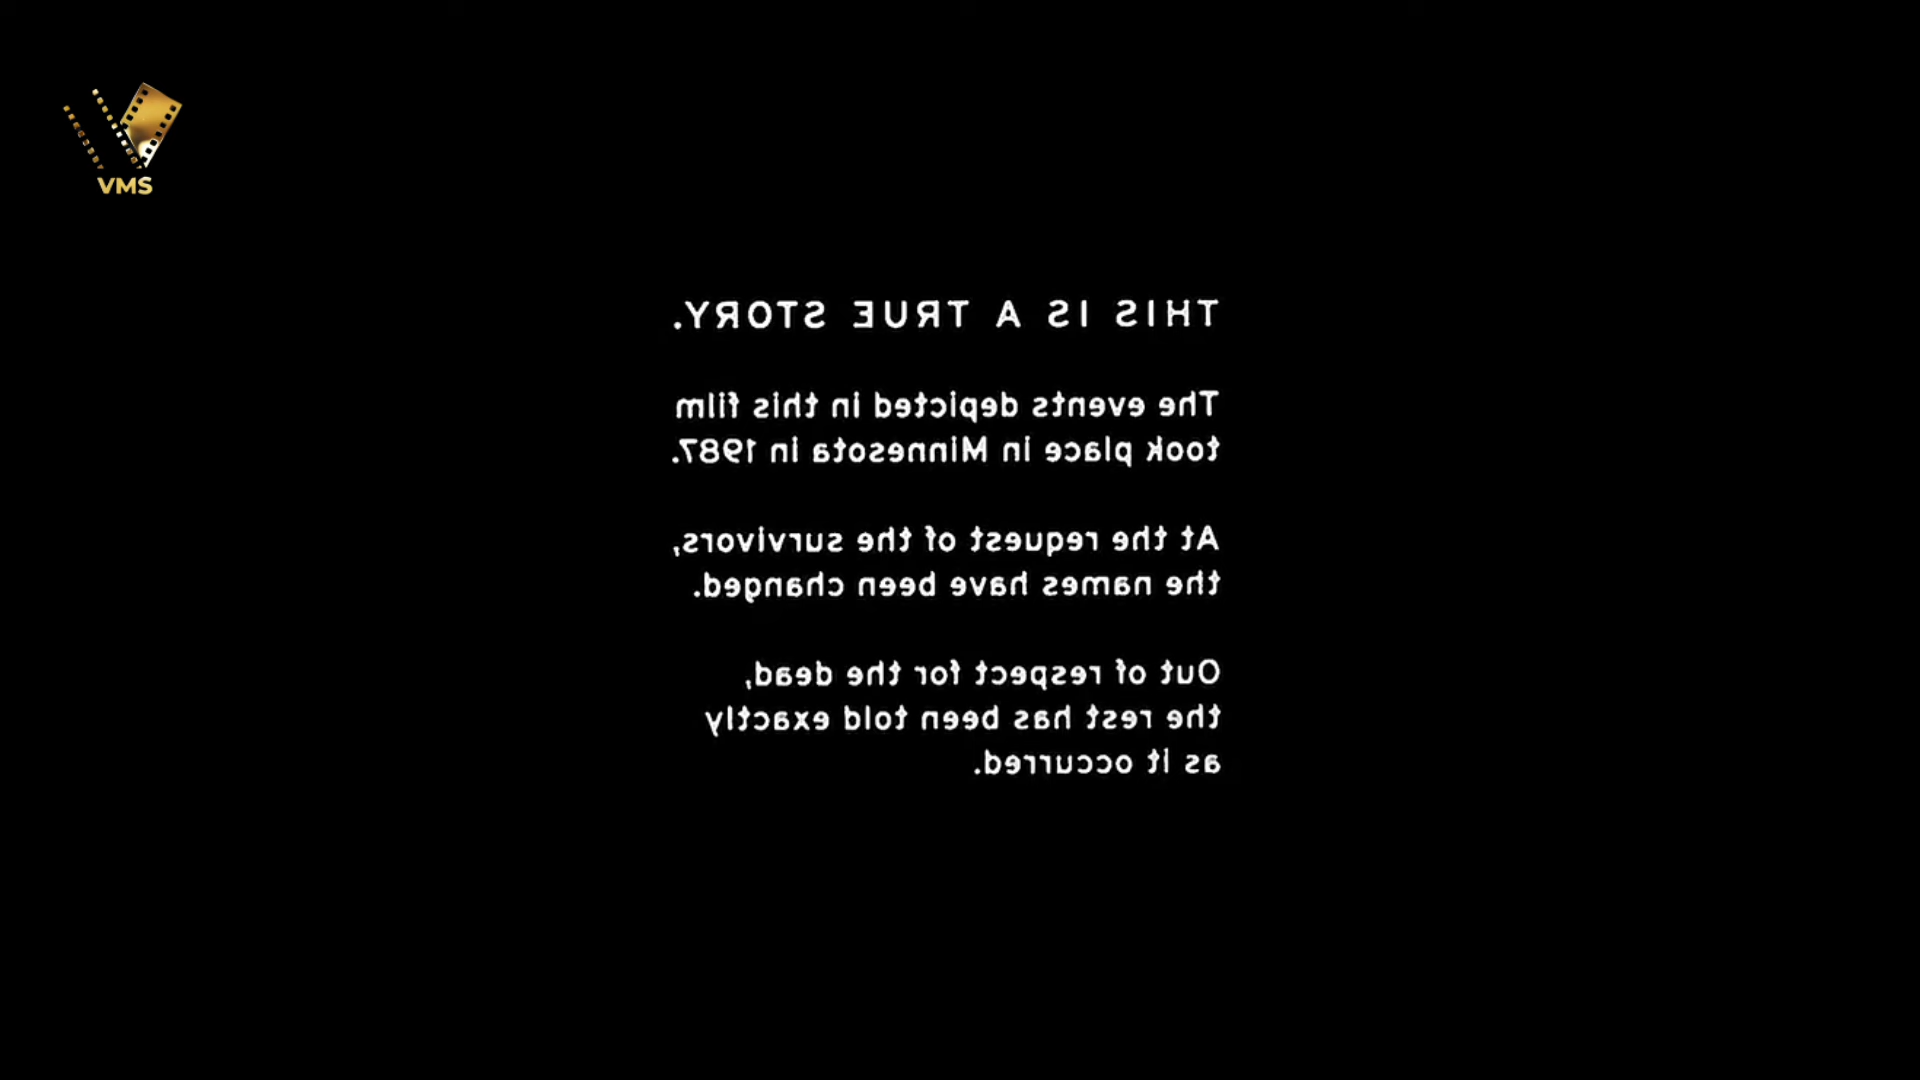 VMS
THIS IS A TRUE STORY.
The events depicted in this film
took place in Minnesota in 1987.
At the request of the survivors,
the names have been changed.
Out of respect for the dead,
the rest has been told exactly
as it occurred.